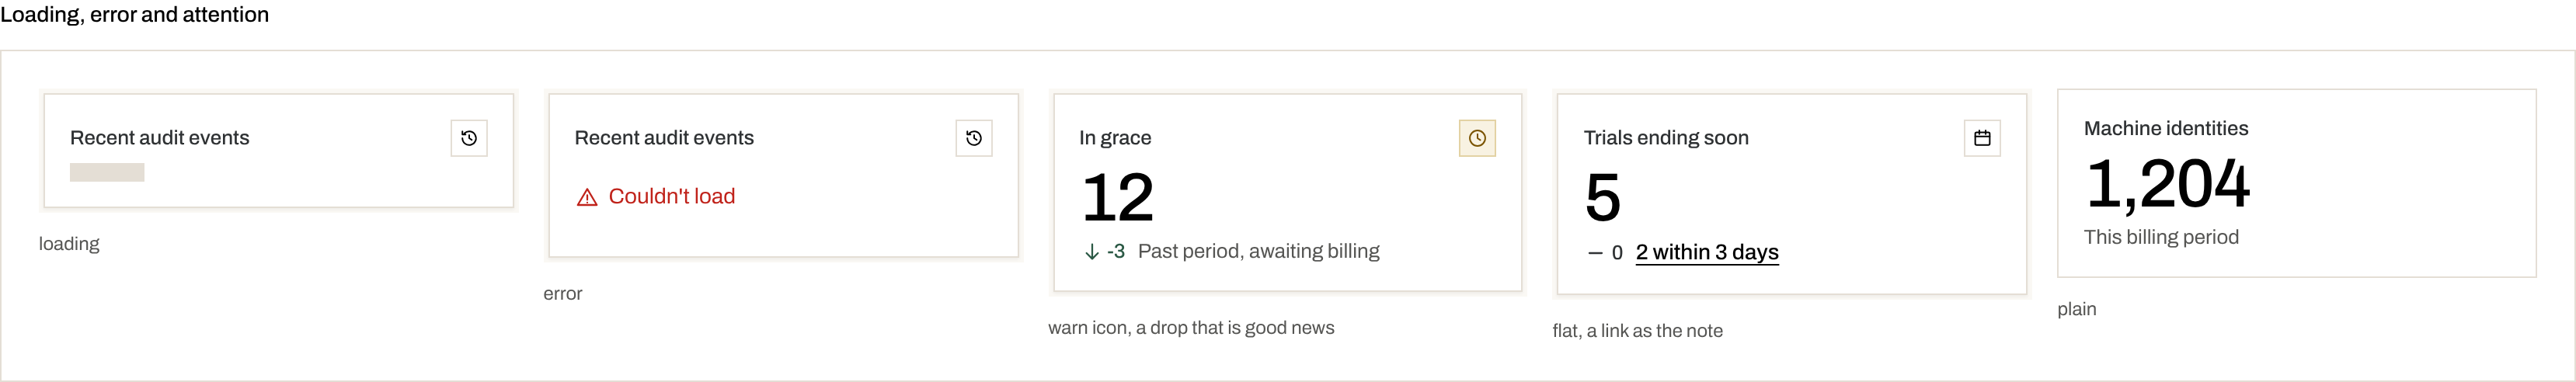 Loading, error and attention
Recent audit events
loading
Recent audit events
Couldn't load
error
In grace
12
-3 Past period, awaiting billing
warn icon, a drop that is good news
Trials ending soon
5
0 2 within 3 days
flat, a link as the note
Machine identities
1,204
This billing period
plain